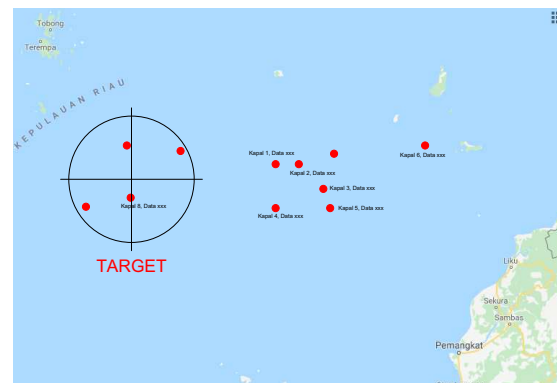 Tobong
Terempa
KEPULAUAN RIAU
Kapal 1, Data xxx
Kapal 2, Data xxx
Kapal 6, Data xxx
Kapal 3, Data xxx
Kapal 8, Data xxx
Kapal 4, Data xxx
Kapal 5, Data xxx
TARGET
Liku
Sekura
Sambas
Pemangkat